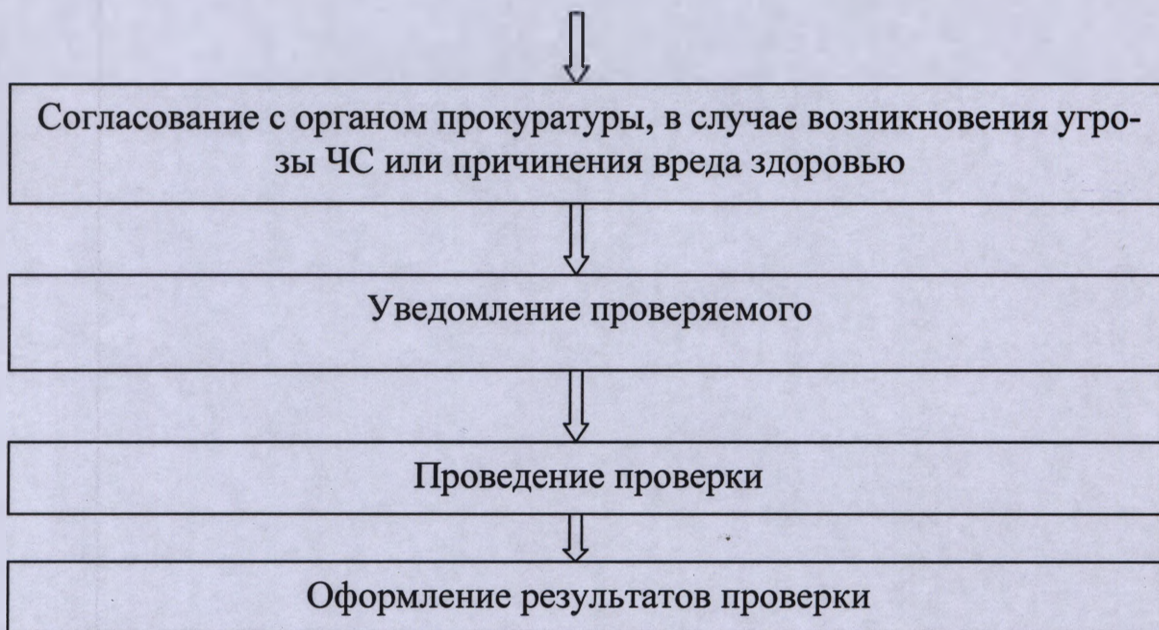 Согласование с органом прокуратуры, в случае возникновения угро-
зы ЧС или причинения вреда здоровью
Уведомление проверяемого
Проведение проверки
Оформление результатов проверки